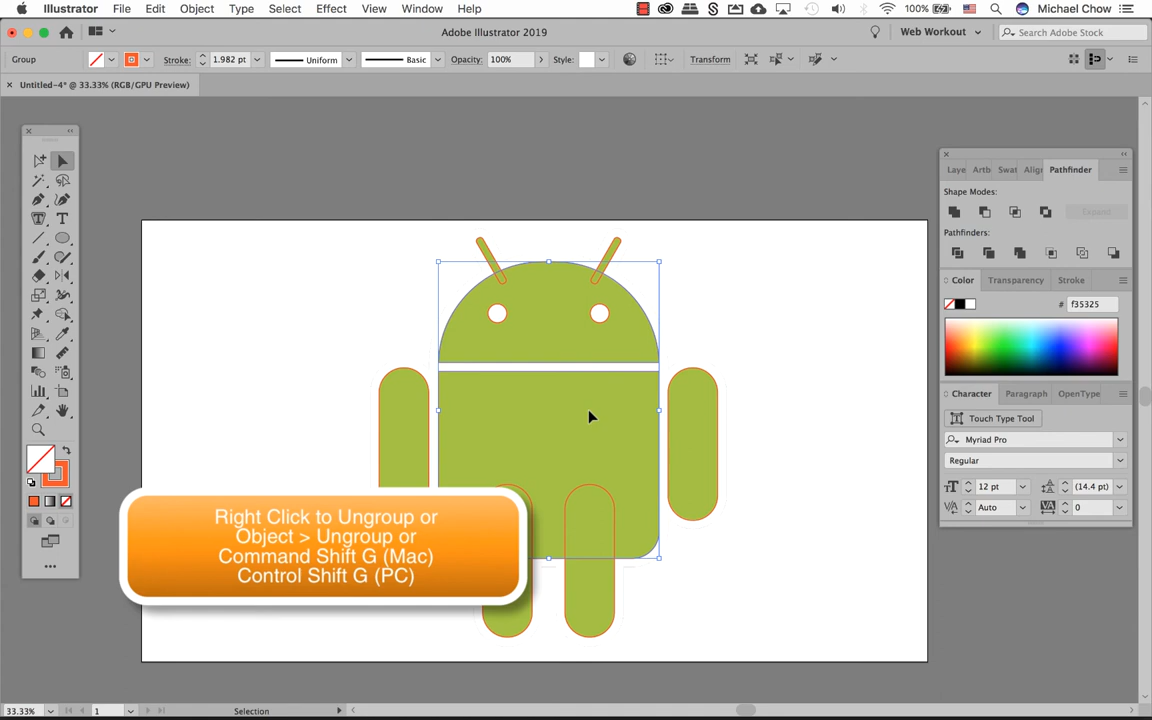 Illustrator File Edit Object Type Select Effect View Window Help 100% Michael Chow
Adobe Illustrator 2019 Web Workout Search Adobe Stock
Group Stroke: 1.982 pt Uniform Basic Opacity: 100% Style: Transform
Untitled-4* @ 33.33% (RGB/GPU Preview)
Laye Artb Swat Alig Pathfinder
Shape Modes:
Expand
Pathfinders:
Color Transparency Stroke
# f35325
Character Paragraph OpenType
Touch Type Tool
Myriad Pro
Regular
12 pt (14.4 pt)
Auto 0
Right Click to Ungroup or
Object > Ungroup or
Command Shift G (Mac)
Control Shift G (PC)
33.33% 1 Selection